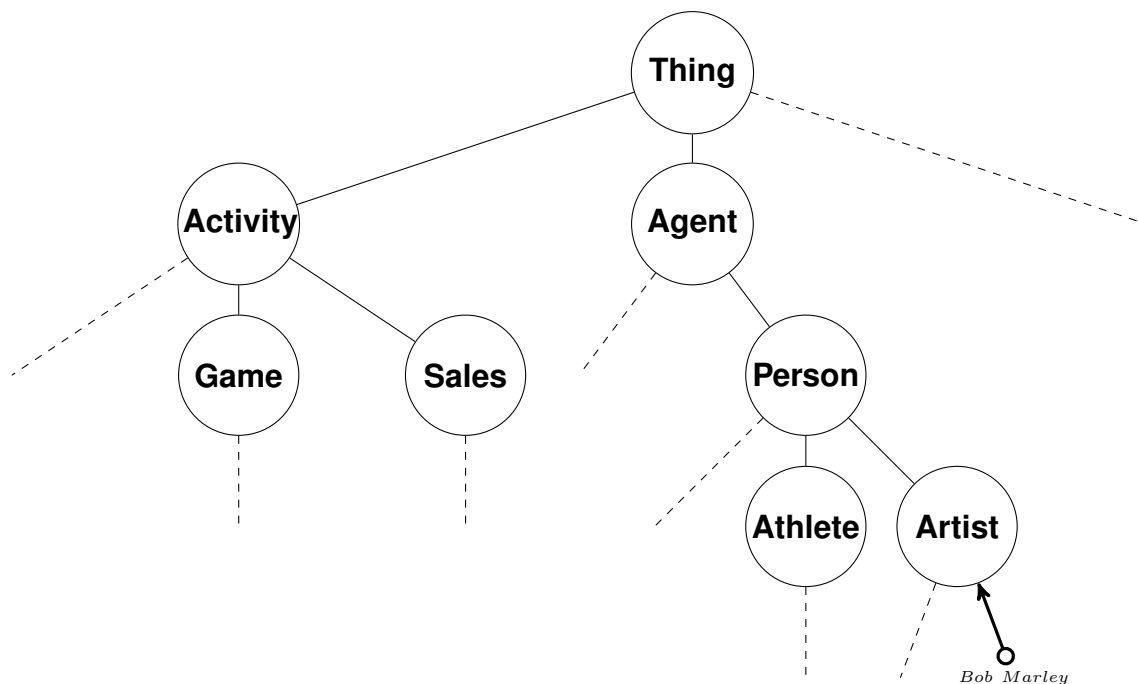 Thing
Activity
Agent
Game
Sales
Person
Athlete
Artist
Bob Marley